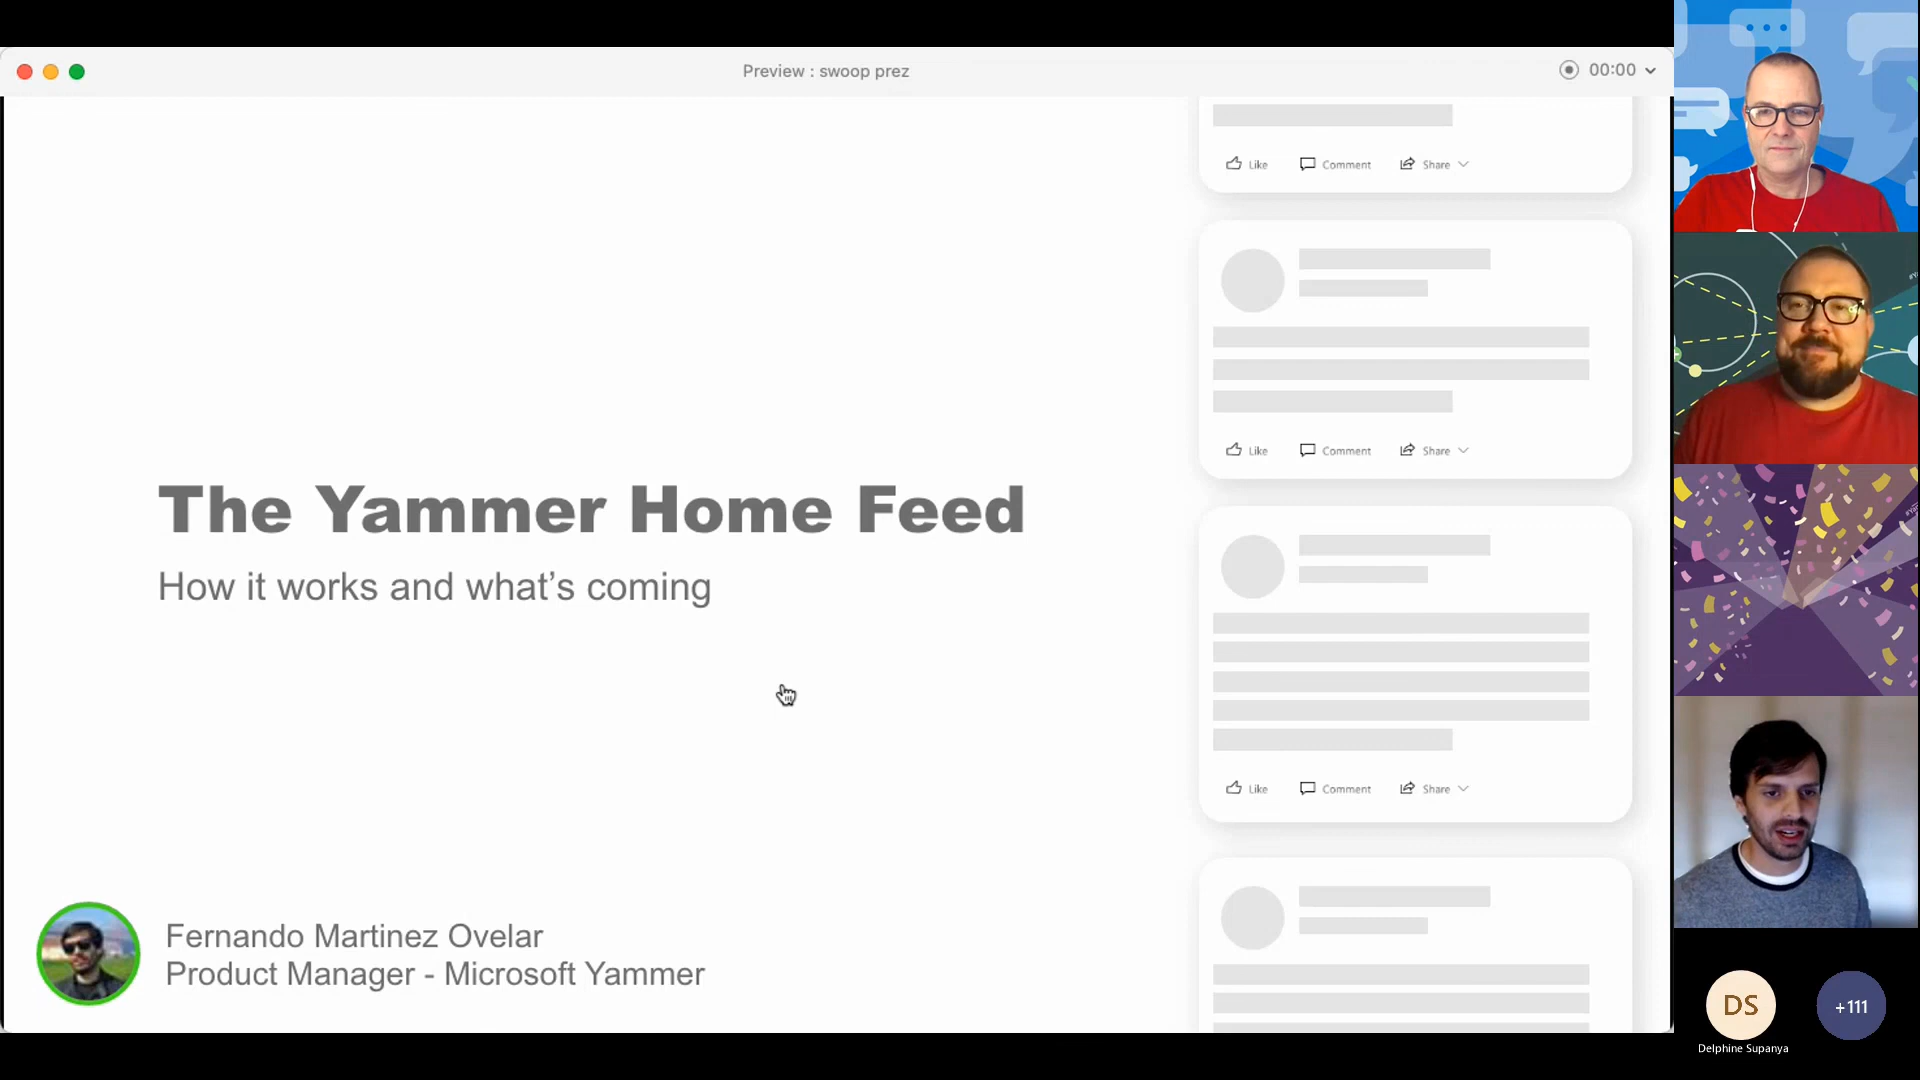 Preview : swoop prez
00:00
Like Comment Share
Like Comment Share
The Yammer Home Feed
How it works and what's coming
Like Comment Share
Fernando Martinez Ovelar
Product Manager - Microsoft Yammer
DS
+111
Delphine Supanya